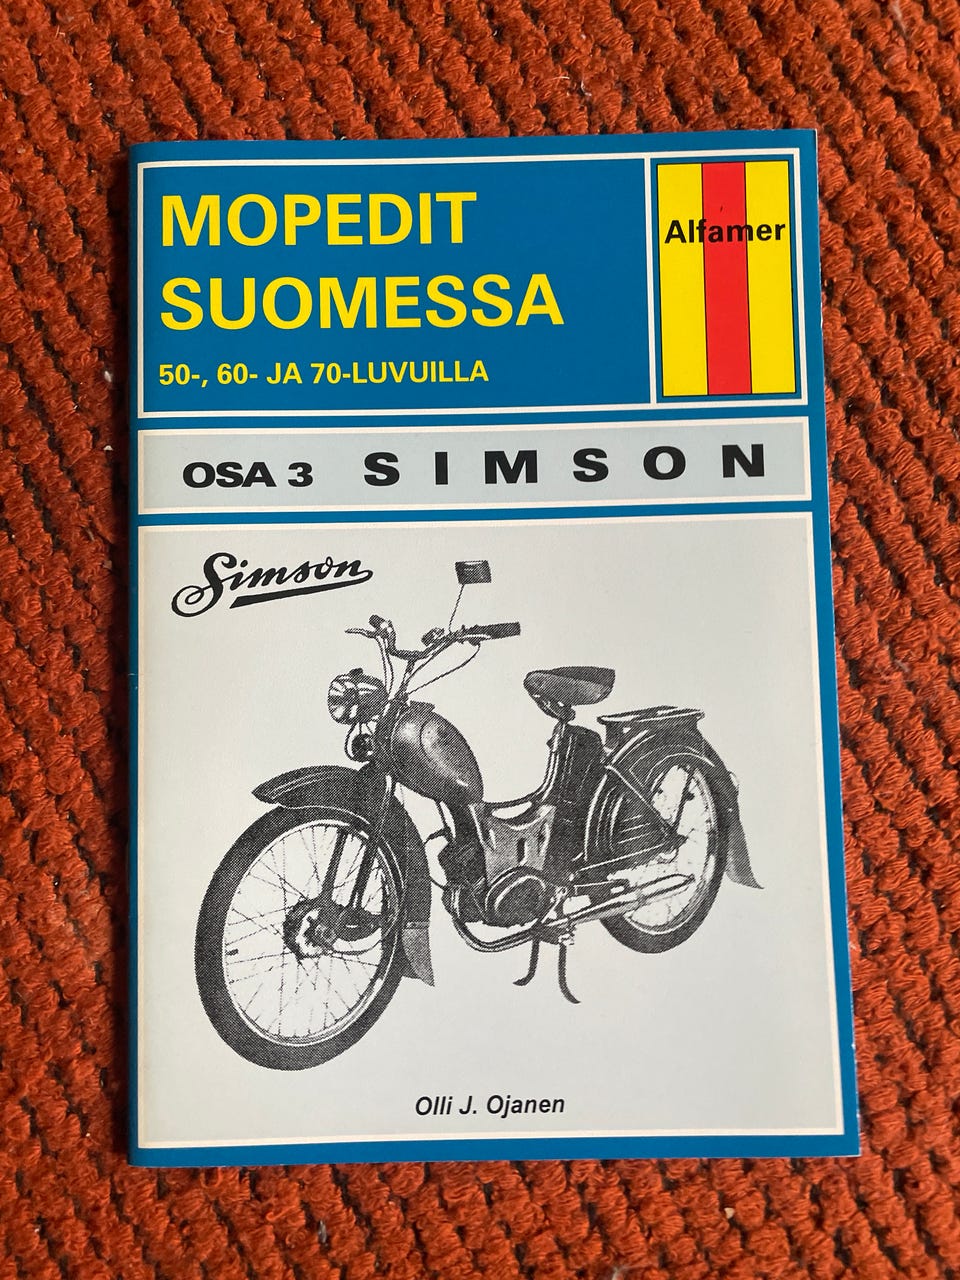 MOPEDIT
SUOMESSA
50-, 60- JA 70-LUVUILLA
Alfamer
OSA 3 SIMSON
Simson
Olli J. Ojanen